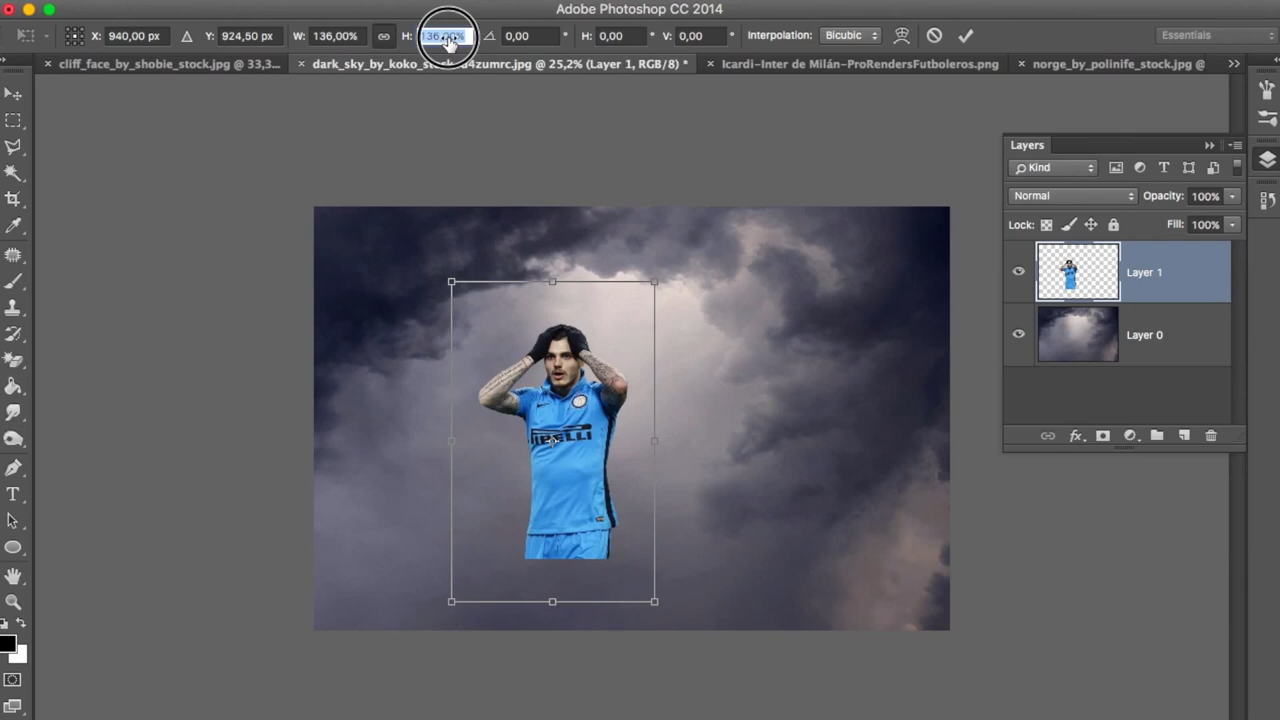 Adobe Photoshop CC 2014
X: 940,00 px Y: 924,50 px W: 136,00% H: 136,00% 0,00 ° H: 0,00 ° V: 0,00 ° Interpolation: Bicubic Essentials
cliff_face_by_shobie_stock.jpg @ 33,3... dark_sky_by_koko_stock-d4zumrc.jpg @ 25,2% (Layer 1, RGB/8) * Icardi-Inter de Milán-ProRendersFutboleros.png norge_by_polinife_stock.jpg @
Layers
Kind
Normal Opacity: 100%
Lock: Fill: 100%
Layer 1
Layer 0
PIRELLI